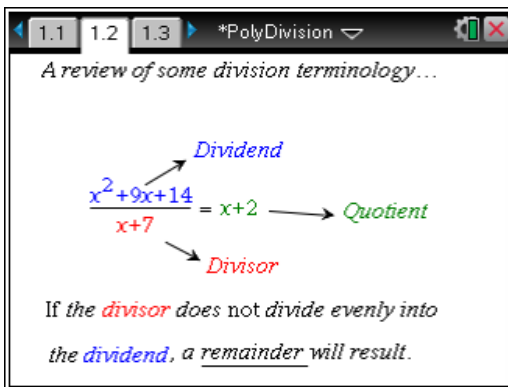 1.1 1.2 1.3 *PolyDivision
A review of some division terminology…
Dividend
x²+9x+14
x+7
= x+2
Quotient
Divisor
If the divisor does not divide evenly into
the dividend, a remainder will result.